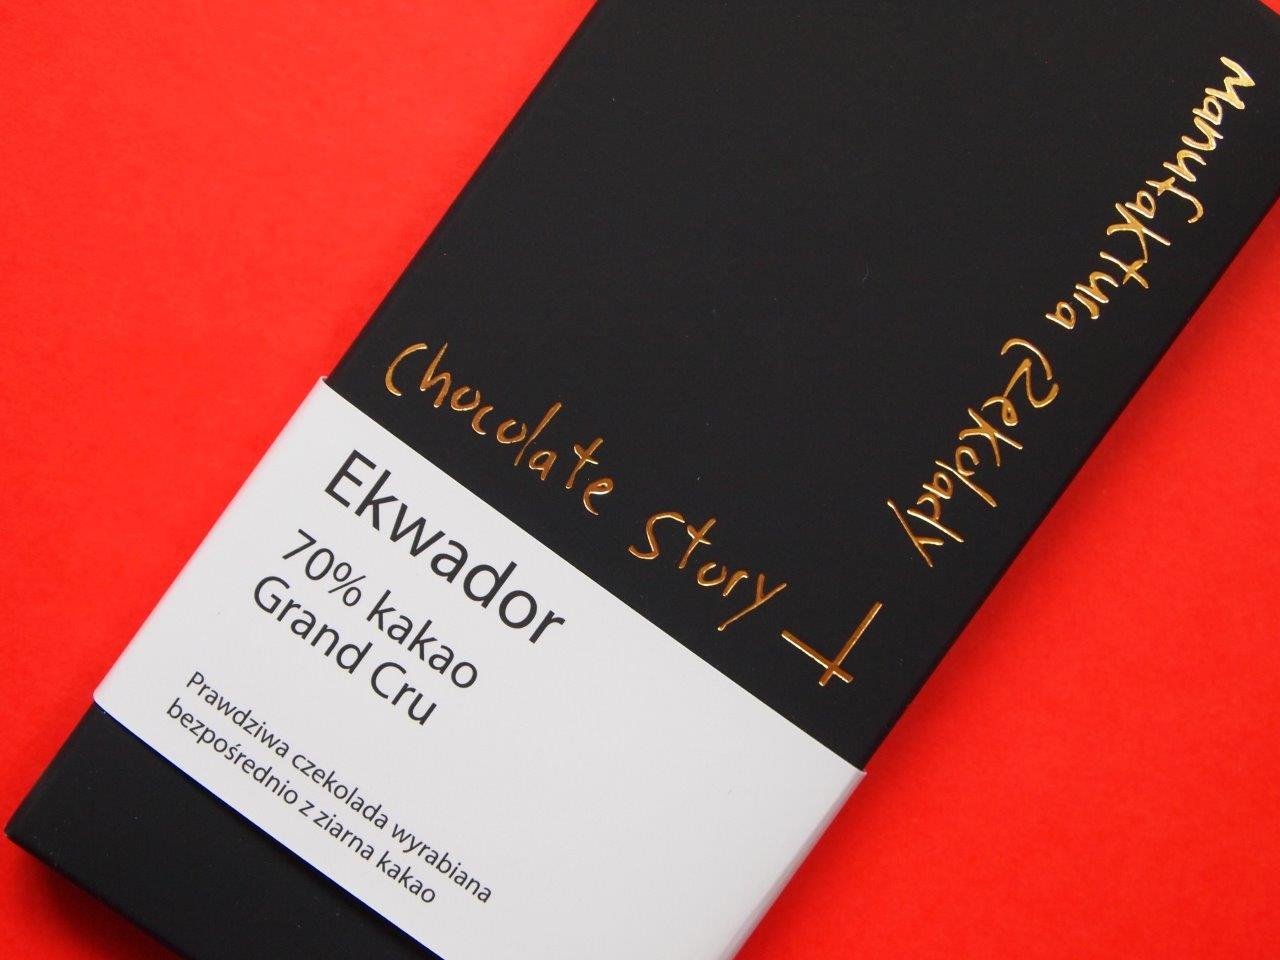 Manufaktura Czekolady
chocolate story
Ekwador
70% kakao
Grand Cru
Prawdziwa czekolada wyrabiana
bezpośrednio z ziarna kakao